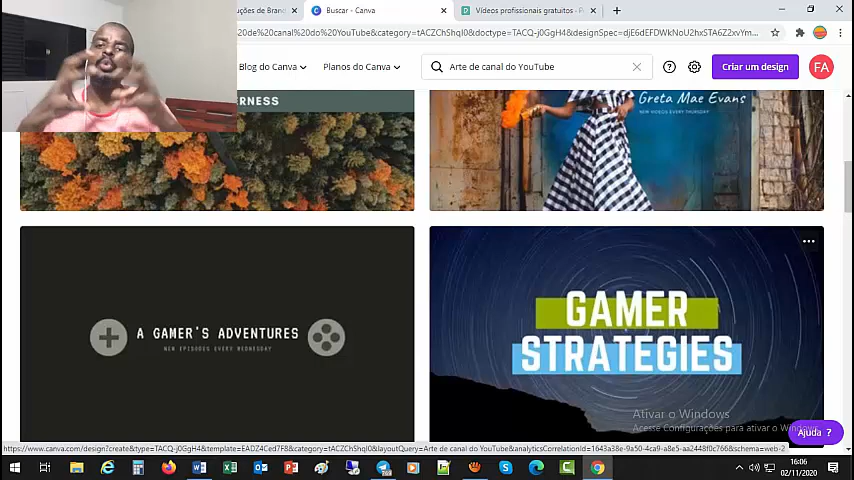 uções de Brand
Buscar - Canva
Vídeos profissionais gratuitos - Pe
20de%20canal%20do%20YouTube&category=tACZChShqI0&doctype=TACQ-j0GgH4&designSpec=djE6dEFDWkNoU2hxSTA6Z2xvYm...
Blog do Canva
Planos do Canva
Arte de canal do YouTube
Criar um design
FA
ERNESS
Greta Mae Evans
NEW VIDEOS EVERY THURSDAY
A GAMER'S ADVENTURES
NEW EPISODES EVERY WEDNESDAY
GAMER
STRATEGIES
Ativar o Windows
Acesse Configurações para ativar o Windows.
Ajuda ?
https://www.canva.com/design?create&type=TACQ-j0GgH4&template=EADZ4Ced7F8&category=tACZChShqI0&layoutQuery=Arte de canal do YouTube&analyticsCorrelationId=1643a38e-9a50-4ca9-a8e5-aa2448f0c766&schema=web-2
16:06
02/11/2020